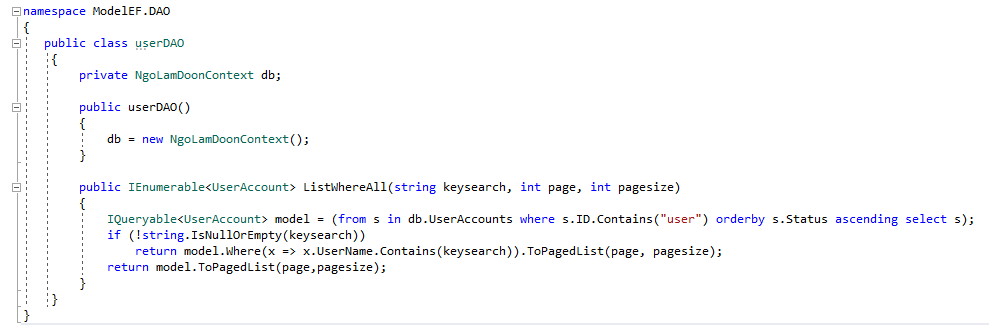 namespace ModelEF.DAO
{
public class userDAO
{
private NgoLamDoonContext db;
public userDAO()
{
db = new NgoLamDoonContext();
}
public IEnumerable<UserAccount> ListWhereAll(string keysearch, int page, int pagesize)
{
IQueryable<UserAccount> model = (from s in db.UserAccounts where s.ID.Contains("user") orderby s.Status ascending select s);
if (!string.IsNullOrEmpty(keysearch))
return model.Where(x => x.UserName.Contains(keysearch)).ToPagedList(page, pagesize);
return model.ToPagedList(page,pagesize);
}
}
}